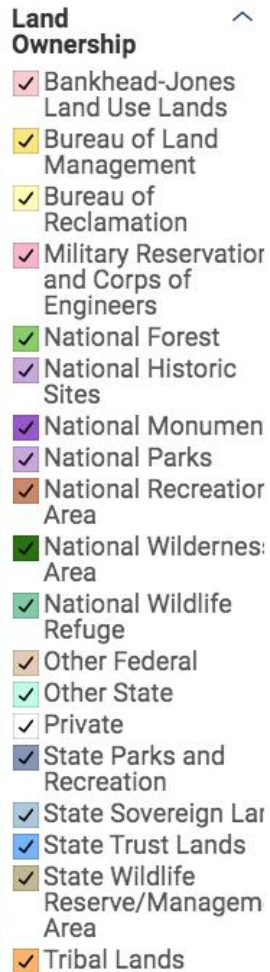 Land
Ownership
Bankhead-Jones
Land Use Lands
Bureau of Land
Management
Bureau of
Reclamation
Military Reservation
and Corps of
Engineers
National Forest
National Historic
Sites
National Monumen
National Parks
National Recreation
Area
National Wilderness
Area
National Wildlife
Refuge
Other Federal
Other State
Private
State Parks and
Recreation
State Sovereign Lan
State Trust Lands
State Wildlife
Reserve/Managem
Area
Tribal Lands